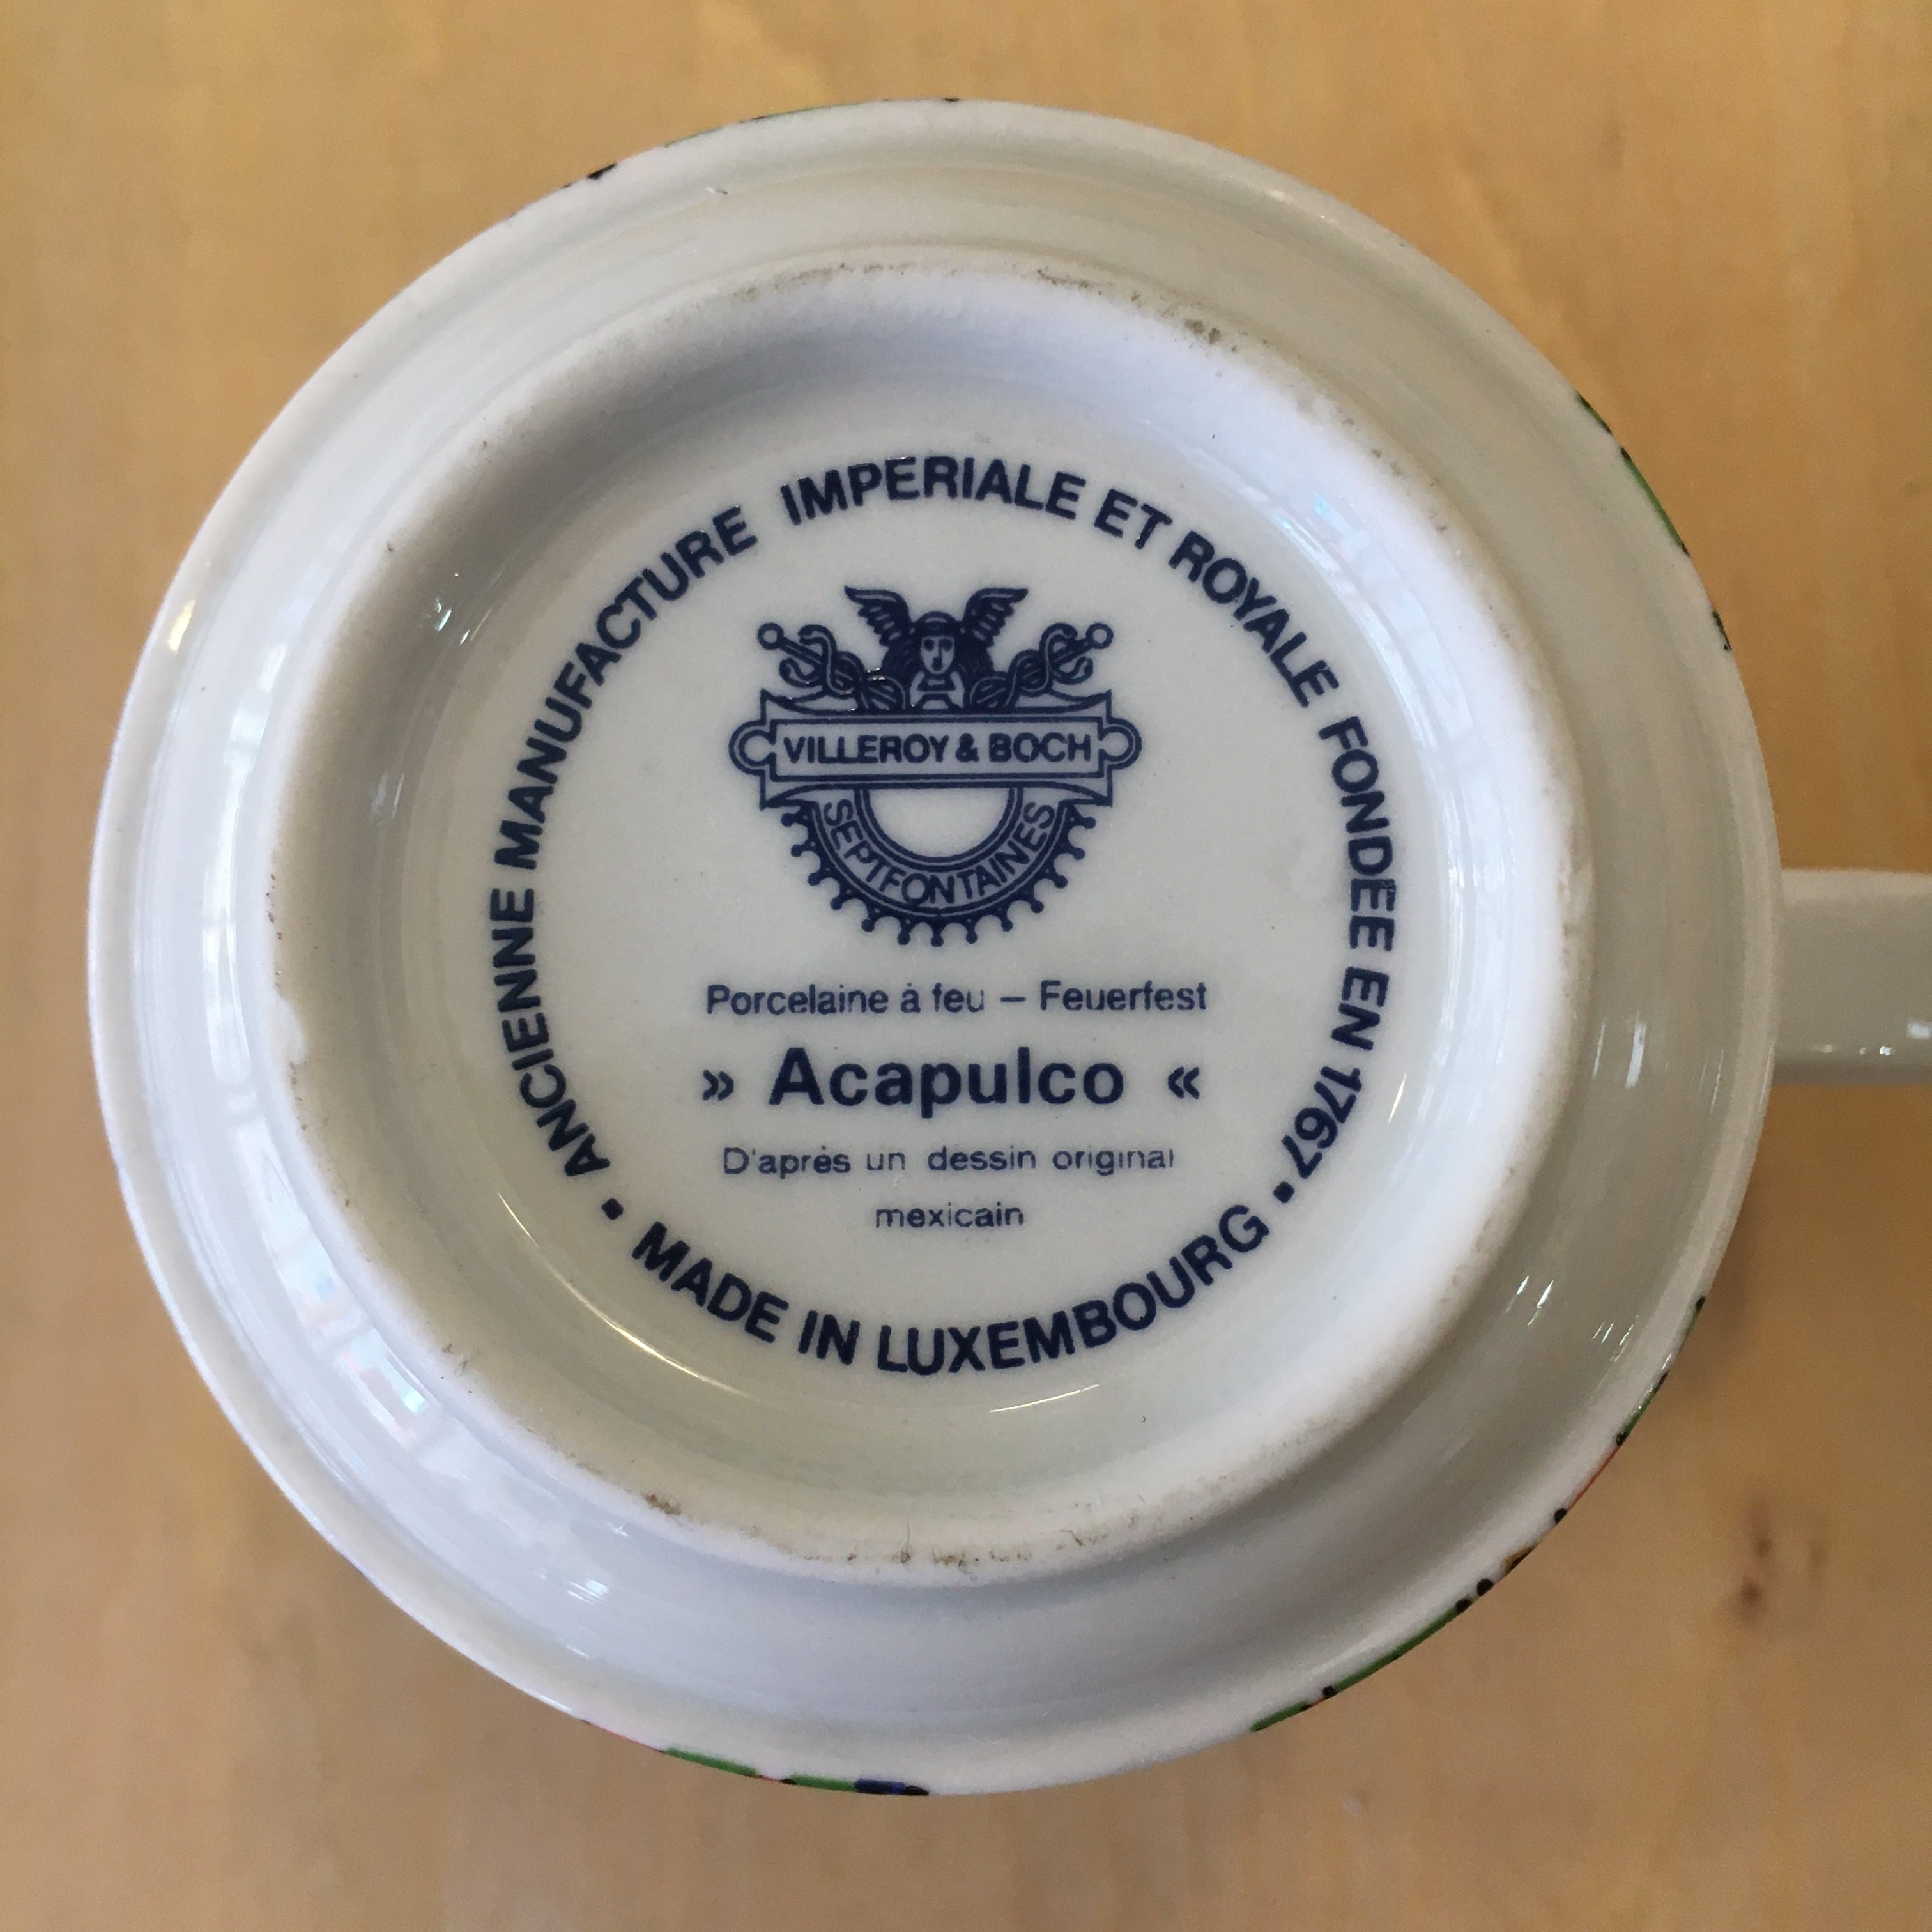 ANCIENNE MANUFACTURE IMPERIALE ET ROYALE FONDÉE EN 1767 •
VILLEROY & BOCH
SEPTFONTAINES
Porcelaine à feu – Feuerfest
» Acapulco «
D'après un dessin original
mexicain
• MADE IN LUXEMBOURG